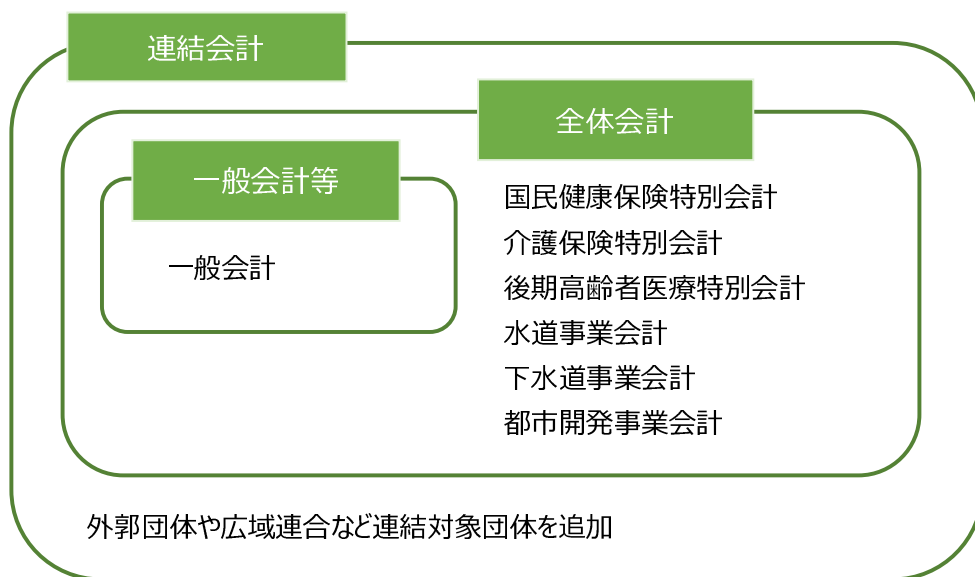 連結会計
全体会計
一般会計等
一般会計
国民健康保険特別会計
介護保険特別会計
後期高齢者医療特別会計
水道事業会計
下水道事業会計
都市開発事業会計
外郭団体や広域連合など連結対象団体を追加